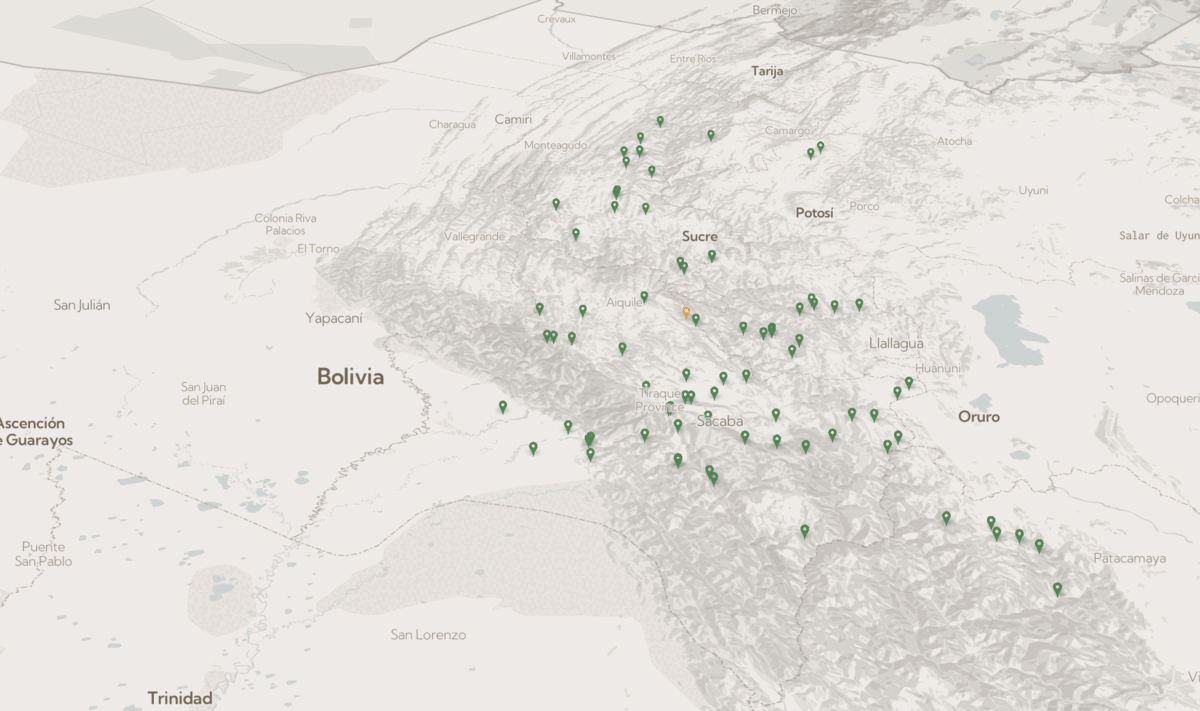 Bermejo
Crevaux
Villamontes
Entre Ríos
Tarija
Charagua
Camiri
Camargo
Atocha
Monteagudo
Uyuni
Colcha
Potosí
Porco
Colonia Riva
Palacios
El Torno
Vallegrande
Sucre
Salar de Uyun
Salinas de Garci
Mendoza
San Julián
Yapacaní
Aiquile
Llallagua
Huanuni
Bolivia
San Juan
del Piraí
Tiraque
Province
Sacaba
Oruro
Opoqueri
Ascención
e Guarayos
Puente
San Pablo
Patacamaya
San Lorenzo
Trinidad
Vi